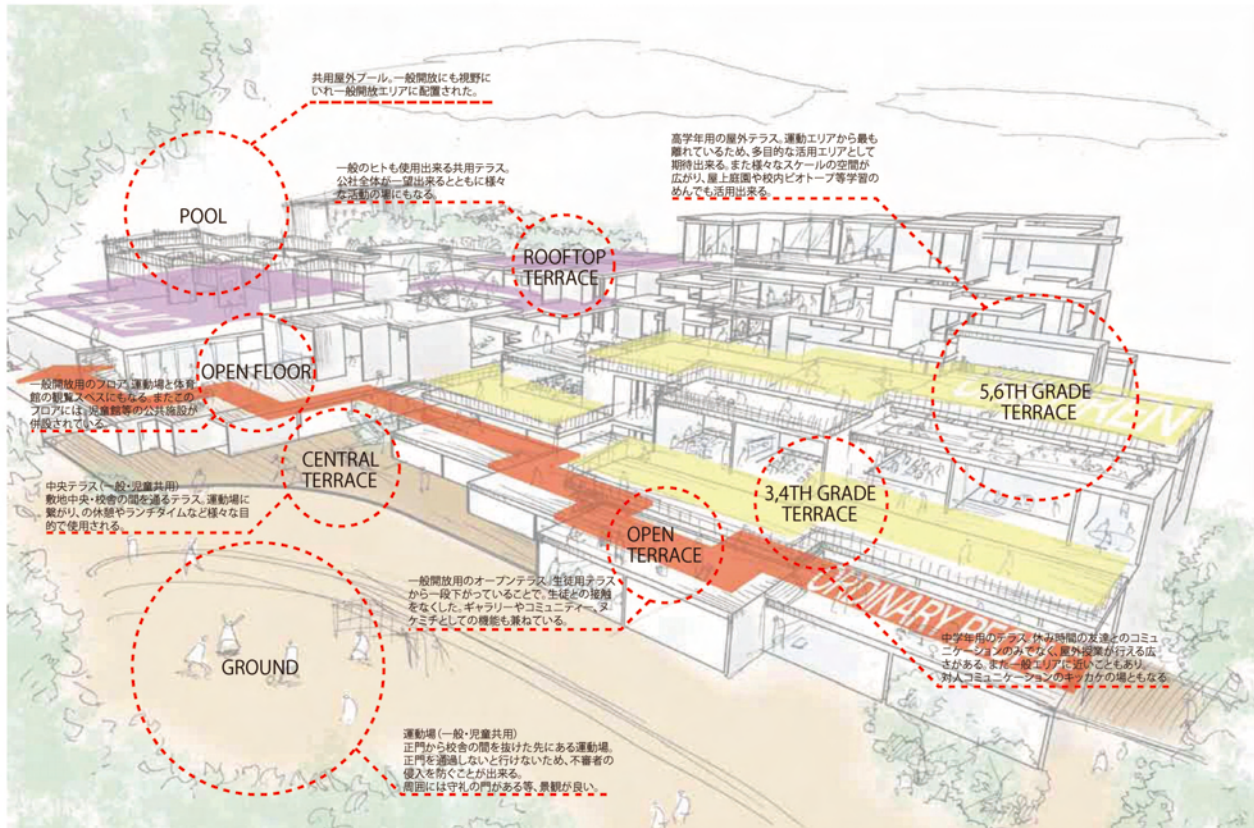 共用屋外プール。一般開放にも視野に
いれ一般開放エリアに配置された。
POOL
一般のヒトも使用出来る共用テラス。
公社全体が一望出来るとともに様々
な活動の場にもなる。
ROOFTOP
TERRACE
高学年用の屋外テラス。運動エリアから最も
離れているため、多目的な活用エリアとして
期待出来る。また様々なスケールの空間が
広がり、屋上庭園や校内ビオトープ等学習の
めんでも活用出来る。
5,6TH GRADE
TERRACE
OPEN FLOOR
一般開放用のフロア。運動場と体育
館の観覧スペスにもなる。またこの
フロアには、児童館等の公共施設が
併設されている。
CENTRAL
TERRACE
中央テラス(一般・児童共用)
敷地中央・校舎の間を通るテラス。運動場に
繋がり、の休憩やランチタイムなど様々な目
的で使用される。
3,4TH GRADE
TERRACE
OPEN
TERRACE
一般開放用のオープンテラス。生徒用テラス
から一段下がっていることで。生徒との接触
をなくした。ギャラリーやコミュニティー、ヌ
ケミチとしての機能も兼ねている。
ORDINARY
中学年用のテラス。休み時間の友達とのコミュ
ニケーションのみでなく、屋外授業が行える広
さがある。また一般エリアに近いこともあり、
対人コミュニケーションのキッカケの場ともなる
GROUND
運動場(一般・児童共用)
正門から校舎の間を抜けた先にある運動場。
正門を通過しないと行けないため、不審者の
侵入を防ぐことが出来る。
周囲には守礼の門がある等、景観が良い。